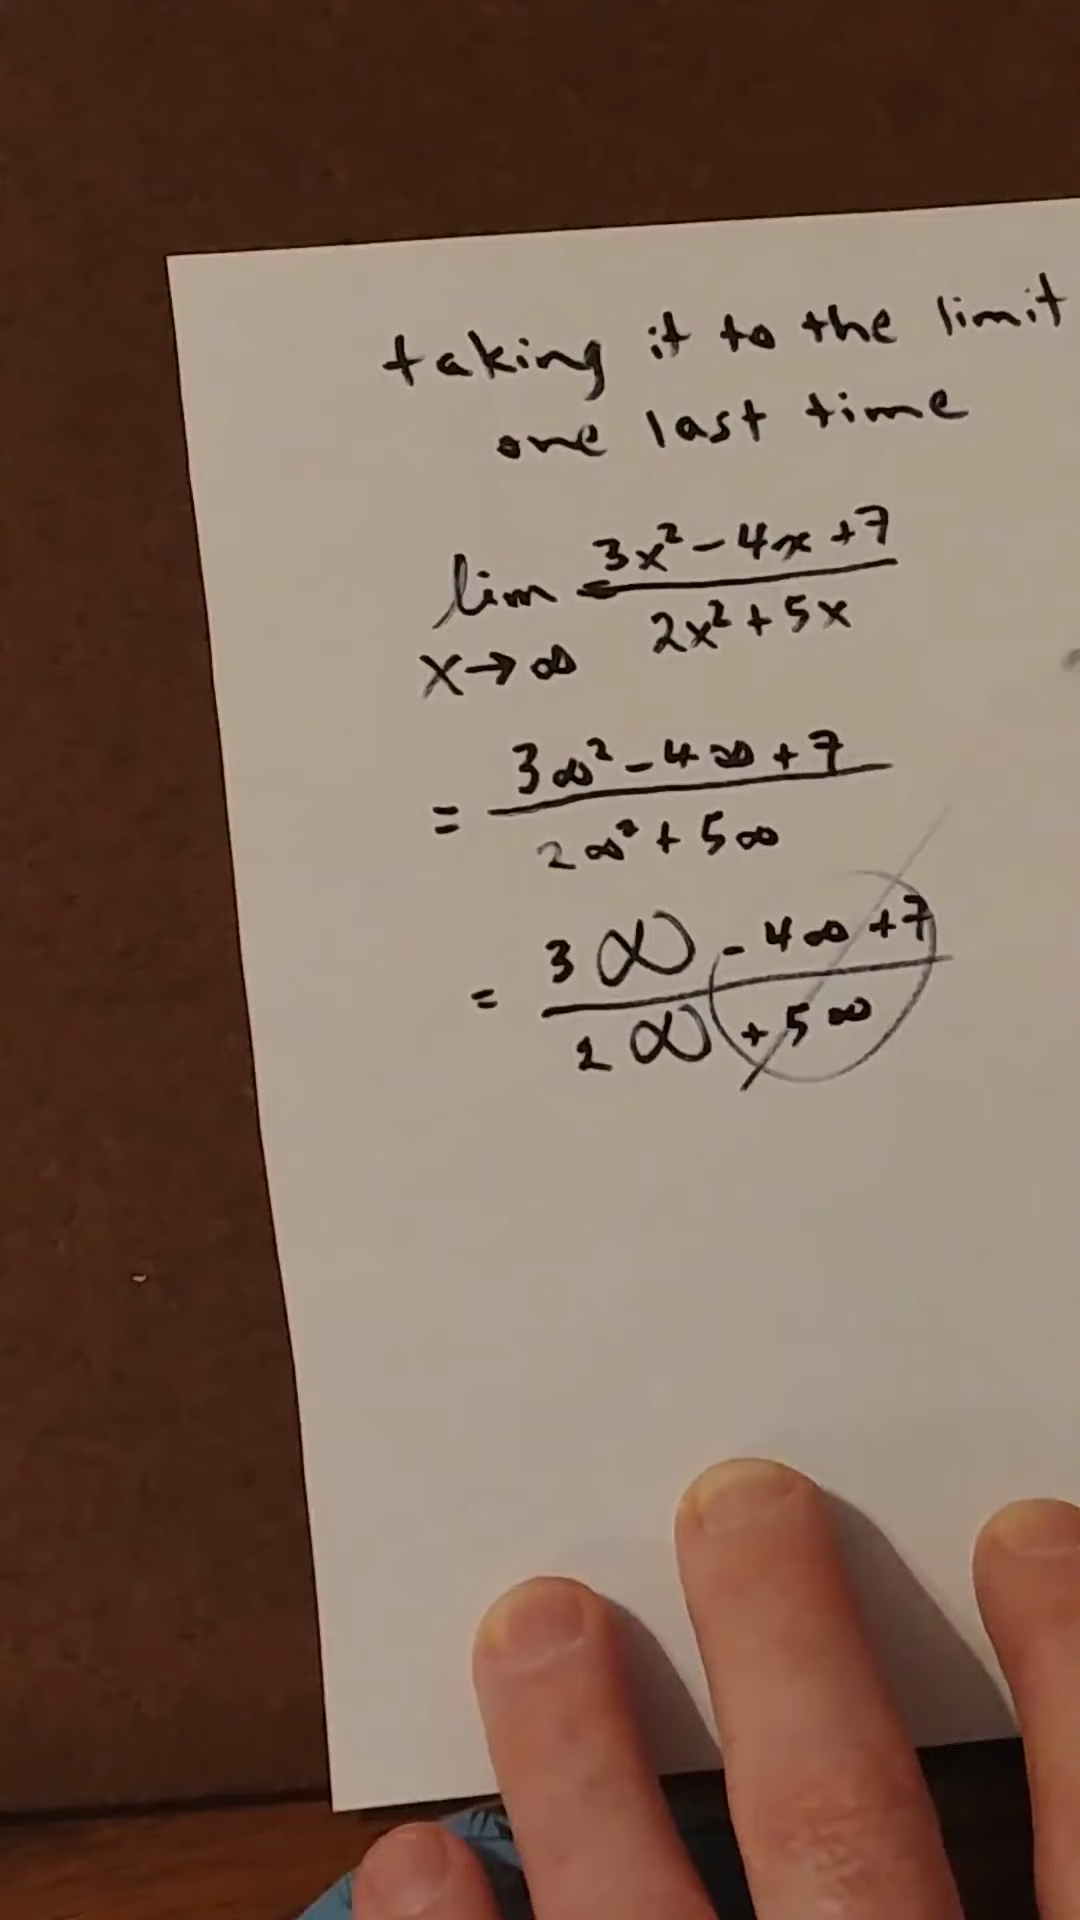 taking it to the limit
one last time
lim x→∞ (3x² - 4x + 7)/(2x² + 5x)
= (3∞² - 4∞ + 7)/(2∞² + 5∞)
= (3∞ - 4∞ + 7)/(2∞ + 5∞)